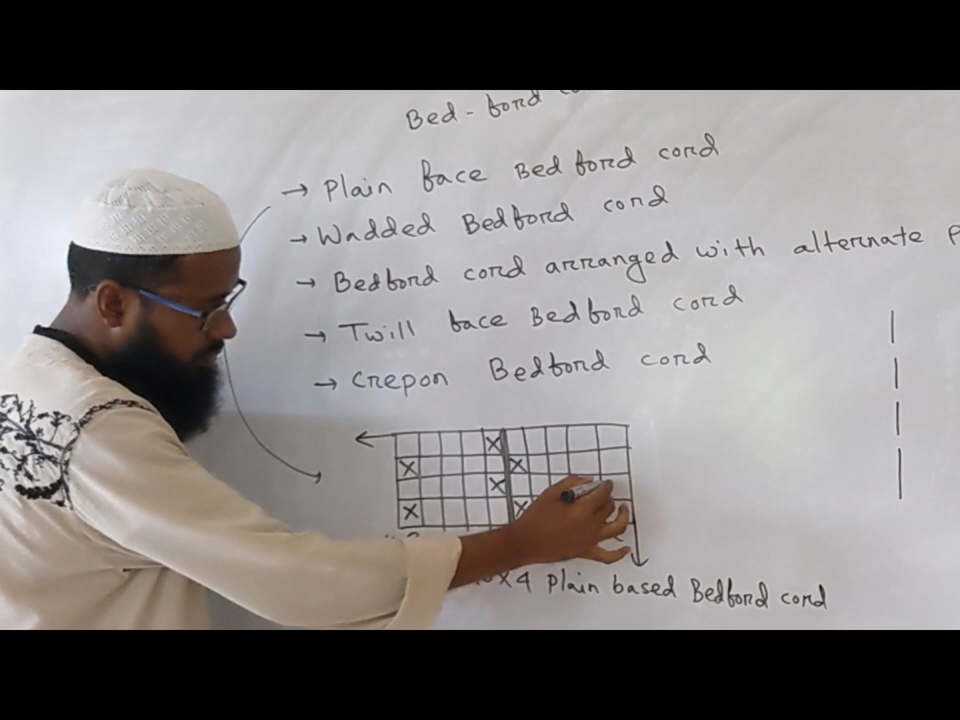 Bed-ford
→ Plain face Bedford cord
→ Wadded Bedford cord
→ Bedford cord arranged with alternate
→ Twill face Bedford cord
→ Crepon Bedford cord
X
X X
X
X X
X4 Plain based Bedford cord